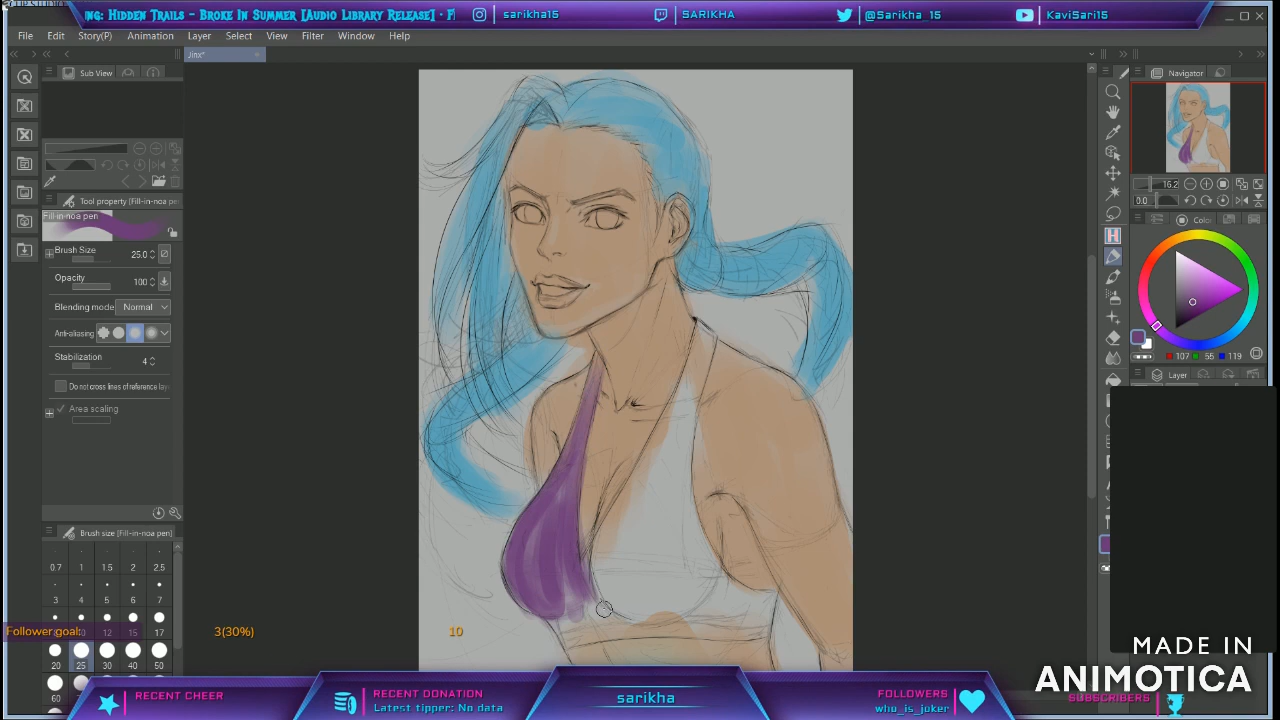 NG: HIDDEN TRAILS - BROKE IN SUMMER [AUDIO LIBRARY RELEASE] · F
sarikha15
SARIKHA
@Sarikha_15
KaviSari15
File Edit Story(P) Animation Layer Select View Filter Window Help
Jinx*
Sub View
Navigator
16.2
0.0
Tool property [Fill-in-noa pen
Fill-in-noa pen
Brush Size 25.0
Opacity 100
Blending mode Normal
Anti-aliasing
Stabilization 4
Do not cross lines of reference lay
Area scaling
Colo
107 55 119
Layer
Brush size [Fill-in-noa pen]
0.7 1 1.5 2 2.5
3 4 5 6 7
12 15 17
20 25 30 40 50
60
Follower goal:
3(30%)
10
MADE IN
ANIMOTICA
RECENT CHEER
RECENT DONATION
Latest tipper: No data
sarikha
FOLLOWERS
who_is_joker
SUBSCRIBERS